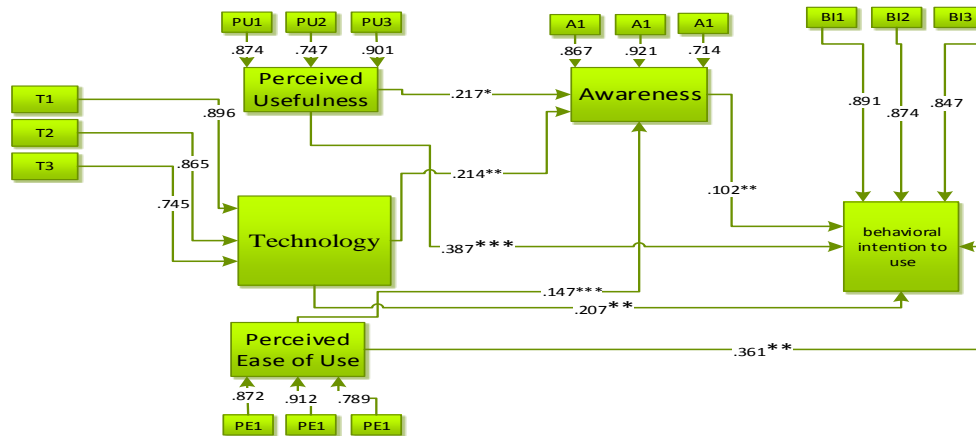 PU1 PU2 PU3
A1 A1 A1
BI1 BI2 BI3
.874 .747 .901
.867 .921 .714
Perceived
Usefulness
Awareness
.217*
T1
T2
T3
.896
.865
.745
.891 .874 .847
.214**
.102**
Technology
.387***
behavioral
intention to
use
.147***
.207**
Perceived
Ease of Use
.361**
.872 .912 .789
PE1 PE1 PE1